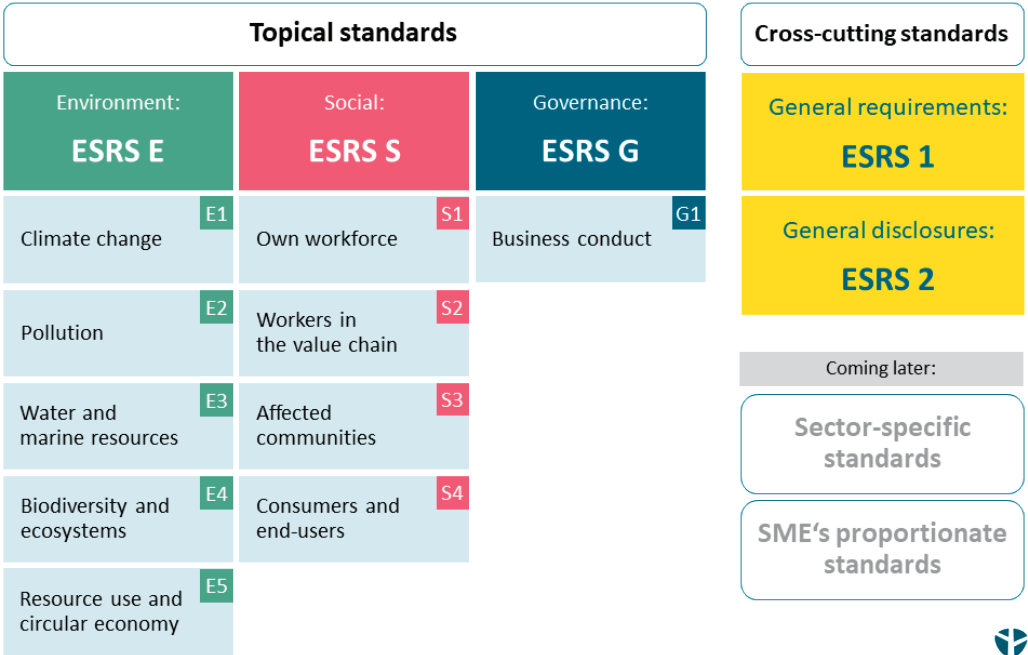 Topical standards
Cross-cutting standards
Environment:
ESRS E
Social:
ESRS S
Governance:
ESRS G
General requirements:
ESRS 1
General disclosures:
ESRS 2
E1
Climate change
S1
Own workforce
G1
Business conduct
E2
Pollution
S2
Workers in
the value chain
E3
Water and
marine resources
S3
Affected
communities
E4
Biodiversity and
ecosystems
S4
Consumers and
end-users
E5
Resource use and
circular economy
Coming later:
Sector-specific
standards
SME‘s proportionate
standards